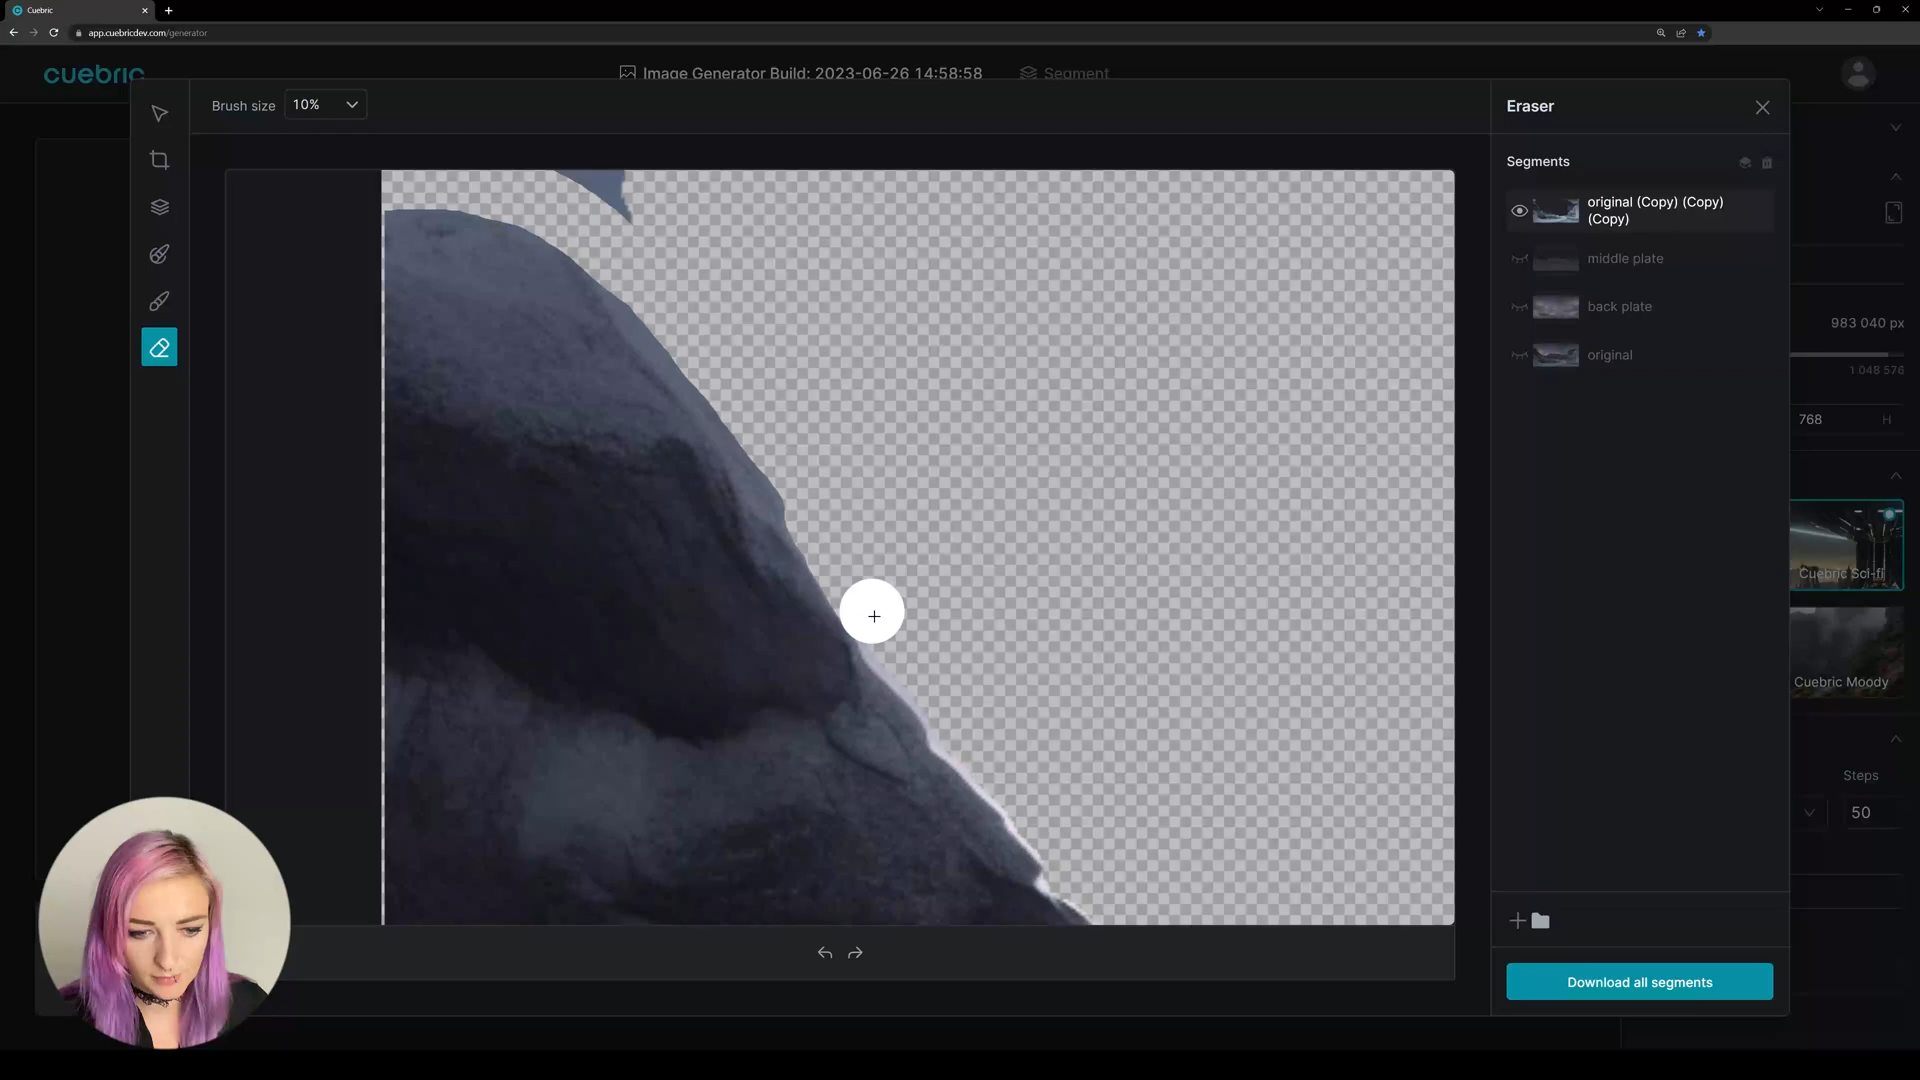 Cuebric
app.cuebricdev.com/generator
cuebric
Image Generator Build: 2023-06-26 14:58:58
Segment
Brush size
10%
Eraser
Segments
original (Copy) (Copy)
(Copy)
middle plate
back plate
original
983 040 px
1 048 576
768
H
Cuebric Sci-fi
Cuebric Moody
Steps
50
Download all segments